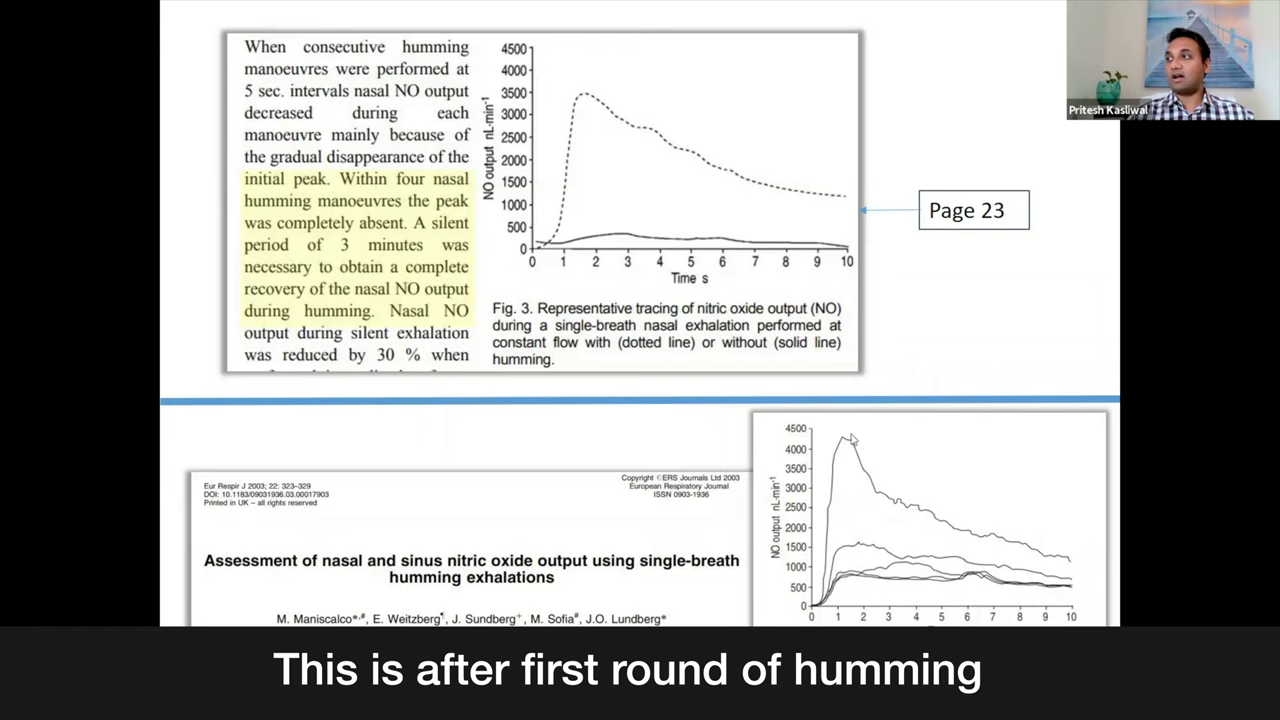 When consecutive humming
manoeuvres were performed at
5 sec. intervals nasal NO output
decreased during each
manoeuvre mainly because of
the gradual disappearance of the
initial peak. Within four nasal
humming manoeuvres the peak
was completely absent. A silent
period of 3 minutes was
necessary to obtain a complete
recovery of the nasal NO output
during humming. Nasal NO
output during silent exhalation
was reduced by 30 % when
4500
4000
3500
3000
2500
2000
1500
1000
500
0
NO output nL·min⁻¹
0 1 2 3 4 5 6 7 8 9 10
Time s
Fig. 3. Representative tracing of nitric oxide output (NO)
during a single-breath nasal exhalation performed at
constant flow with (dotted line) or without (solid line)
humming.
Page 23
Pritesh Kasliwal
Eur Respir J 2003; 22: 323–329
DOI: 10.1183/09031936.03.00017903
Printed in UK – all rights reserved
Copyright ©ERS Journals Ltd 2003
European Respiratory Journal
ISSN 0903-1936
Assessment of nasal and sinus nitric oxide output using single-breath
humming exhalations
M. Maniscalco*,#, E. Weitzberg¶, J. Sundberg+, M. Sofia#, J.O. Lundberg*
4500
4000
3500
3000
2500
2000
1500
1000
500
0
NO output nL·min⁻¹
0 1 2 3 4 5 6 7 8 9 10
This is after first round of humming